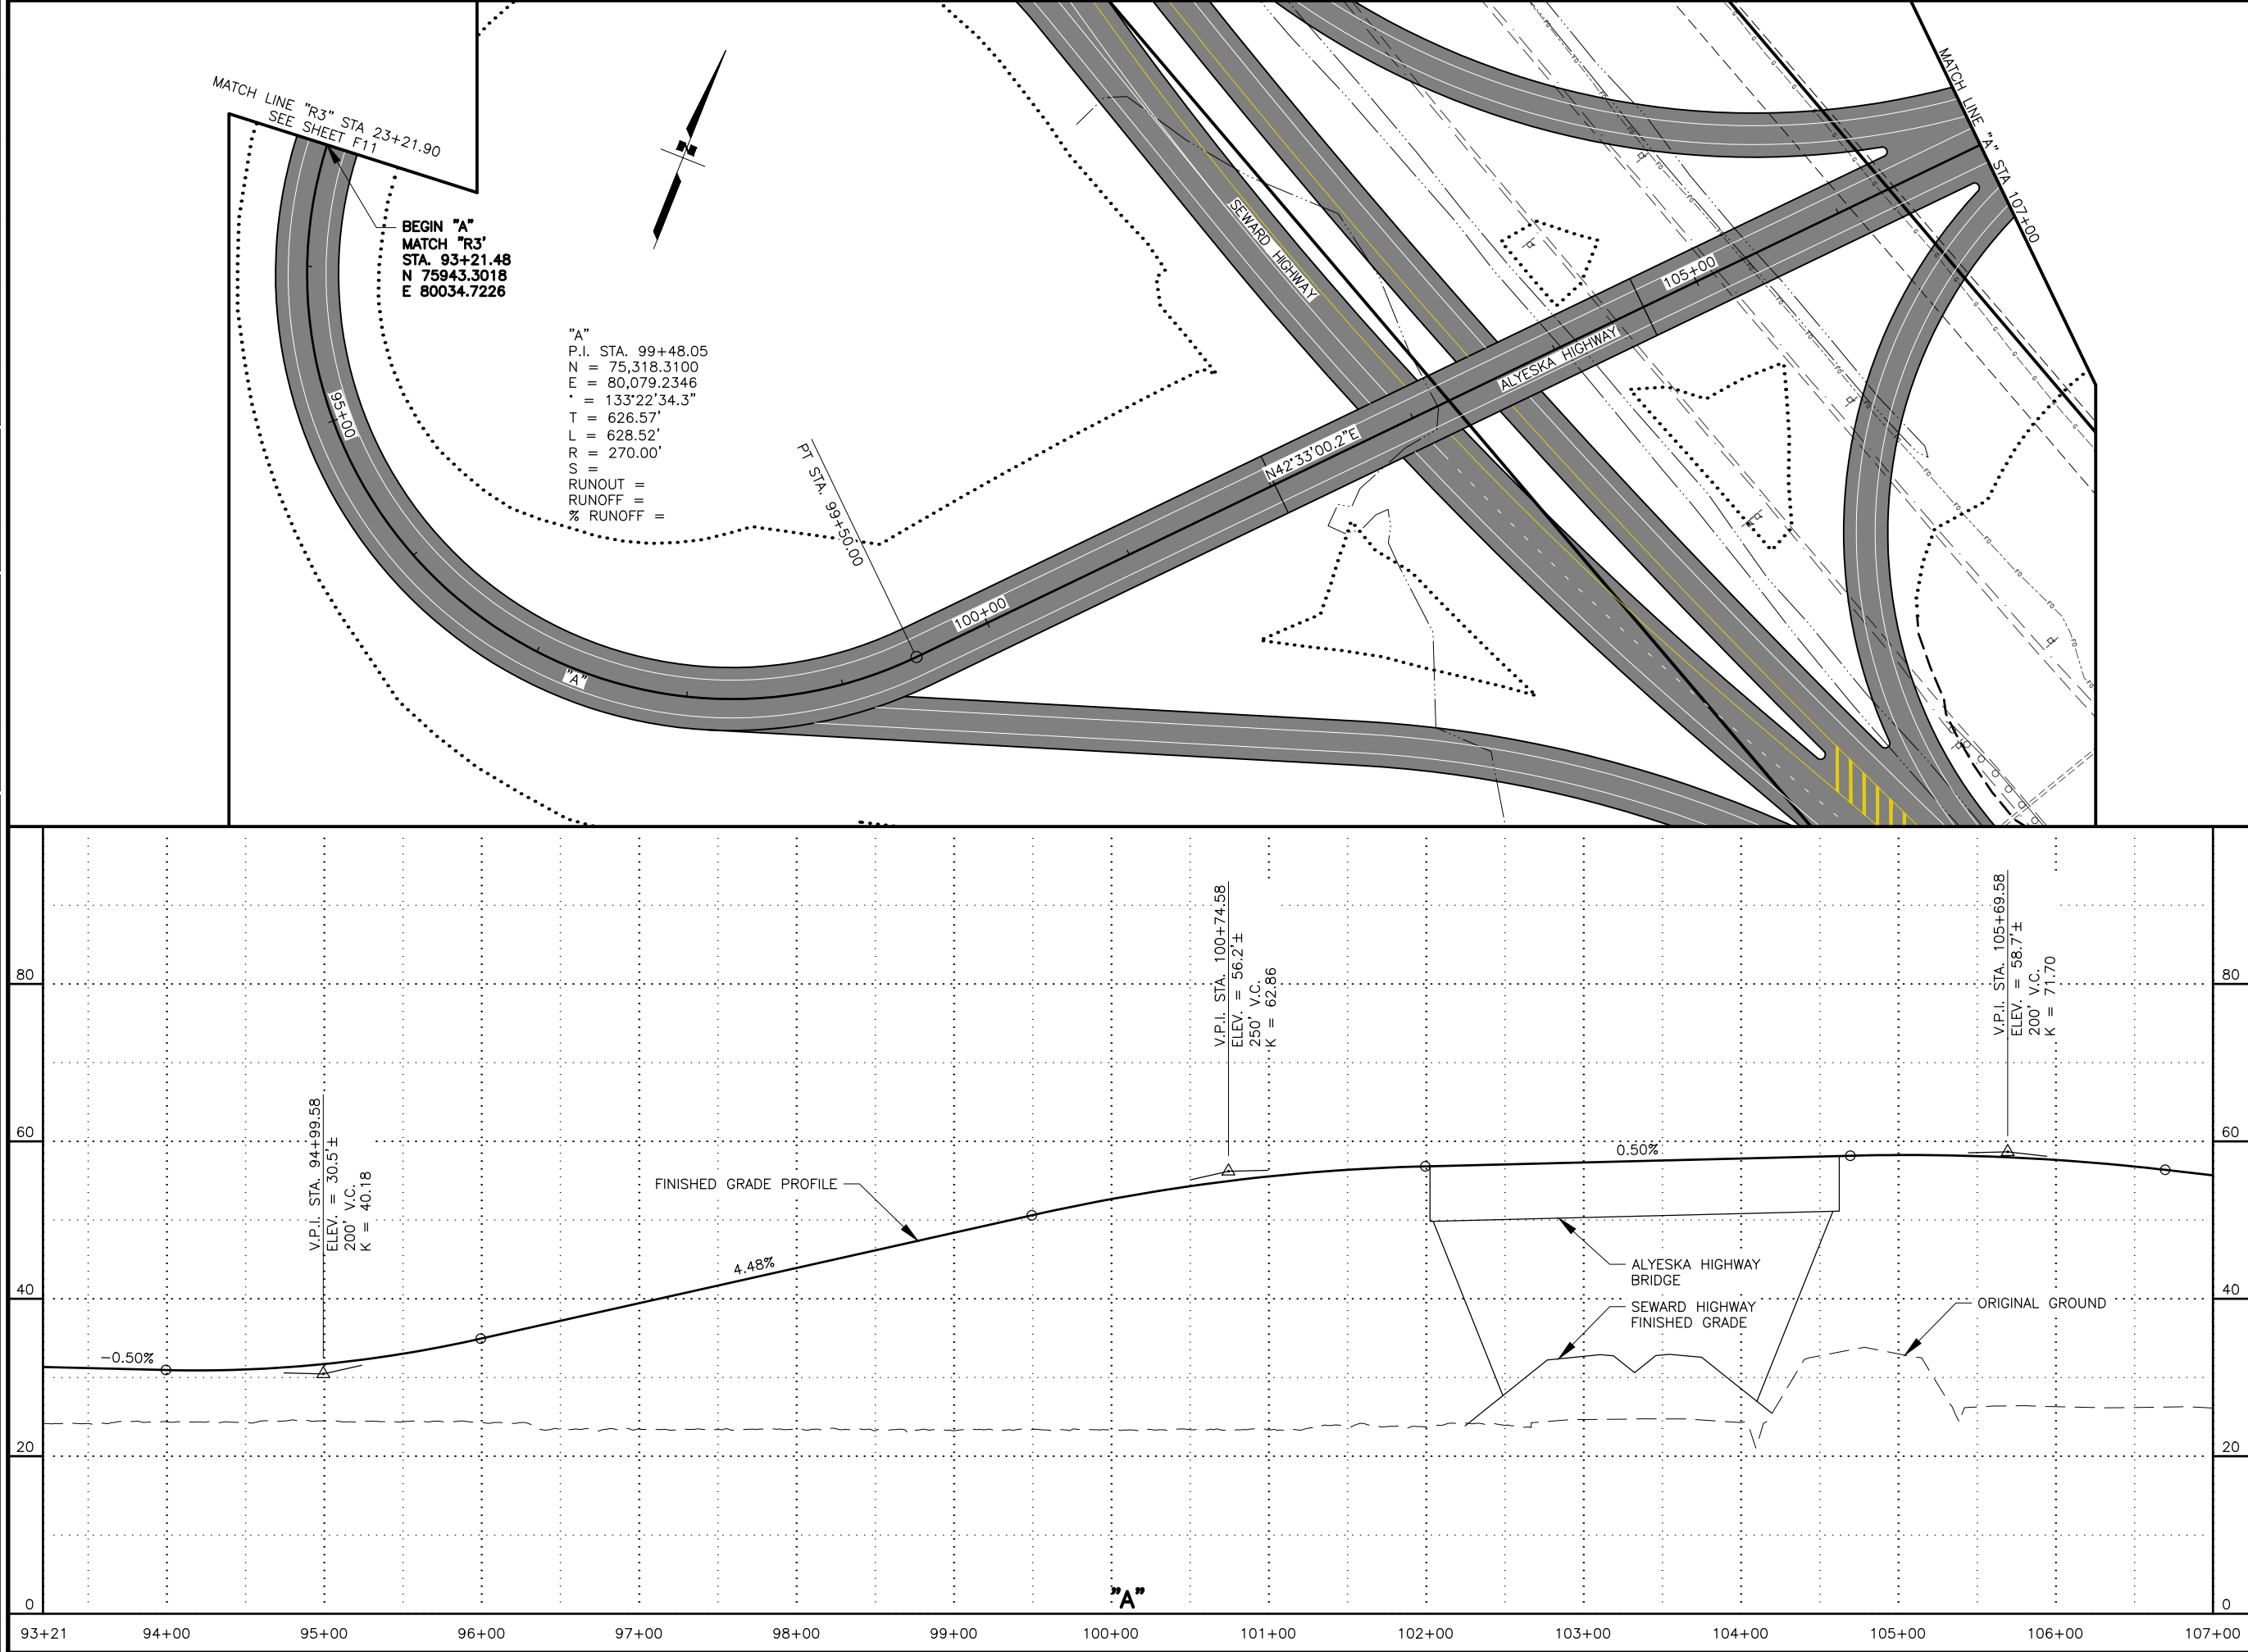 MATCH LINE "R3" STA 23+21.90
SEE SHEET F11
BEGIN "A"
MATCH "R3'
STA. 93+21.48
N 75943.3018
E 80034.7226
"A"
P.I. STA. 99+48.05
N = 75,318.3100
E = 80,079.2346
* = 133°22'34.3"
T = 626.57'
L = 628.52'
R = 270.00'
S =
RUNOUT =
RUNOFF =
% RUNOFF =
N
95+00
"A"
PT STA. 99+50.00
100+00
N42°33'00.2"E
SEWARD HIGHWAY
ALYESKA HIGHWAY
105+00
MATCH LINE "A" STA 107+00
V.P.I. STA. 94+99.58
ELEV. = 30.5'±
200' V.C.
K = 40.18
V.P.I. STA. 100+74.58
ELEV. = 56.2'±
250' V.C.
K = 62.86
V.P.I. STA. 105+69.58
ELEV. = 58.7'±
200' V.C.
K = 71.70
80
80
60
60
40
40
20
20
0
0
-0.50%
FINISHED GRADE PROFILE
4.48%
0.50%
ALYESKA HIGHWAY
BRIDGE
SEWARD HIGHWAY
FINISHED GRADE
ORIGINAL GROUND
"A"
93+21 94+00 95+00 96+00 97+00 98+00 99+00 100+00 101+00 102+00 103+00 104+00 105+00 106+00 107+00